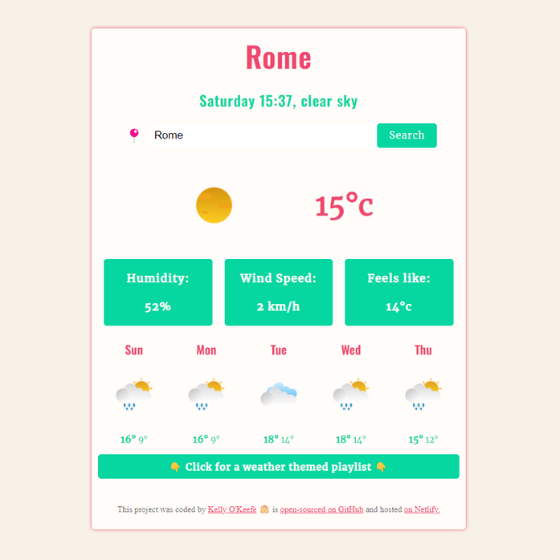 Rome
Saturday 15:37, clear sky
Rome Search
15°c
Humidity: Wind Speed: Feels like:
52% 2 km/h 14°c
Sun Mon Tue Wed Thu
16° 9° 16° 9° 18° 14° 18° 14° 15° 12°
Click for a weather themed playlist
This project was coded by Kelly O'Keefe is open-sourced on GitHub and hosted on Netlify.